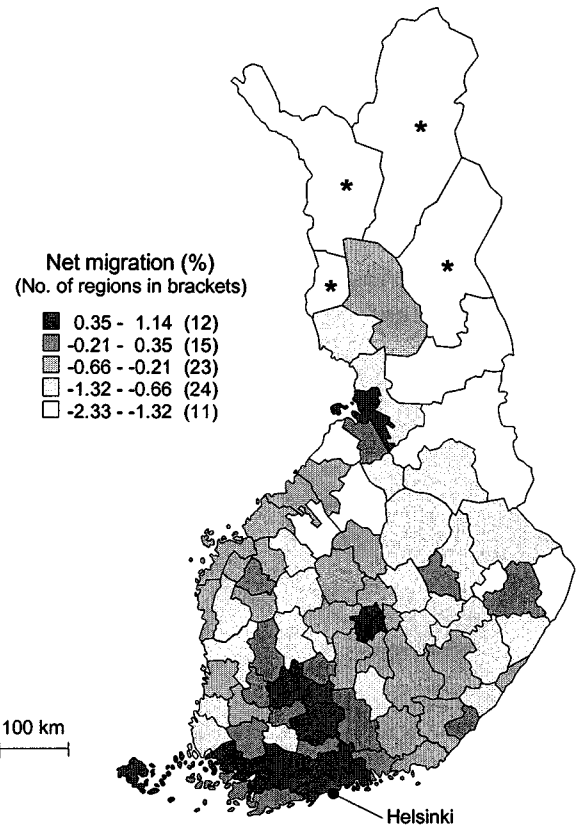 *
*
*
*
Net migration (%)
(No. of regions in brackets)
0.35 - 1.14 (12)
-0.21 - 0.35 (15)
-0.66 - -0.21 (23)
-1.32 - -0.66 (24)
-2.33 - -1.32 (11)
100 km
Helsinki